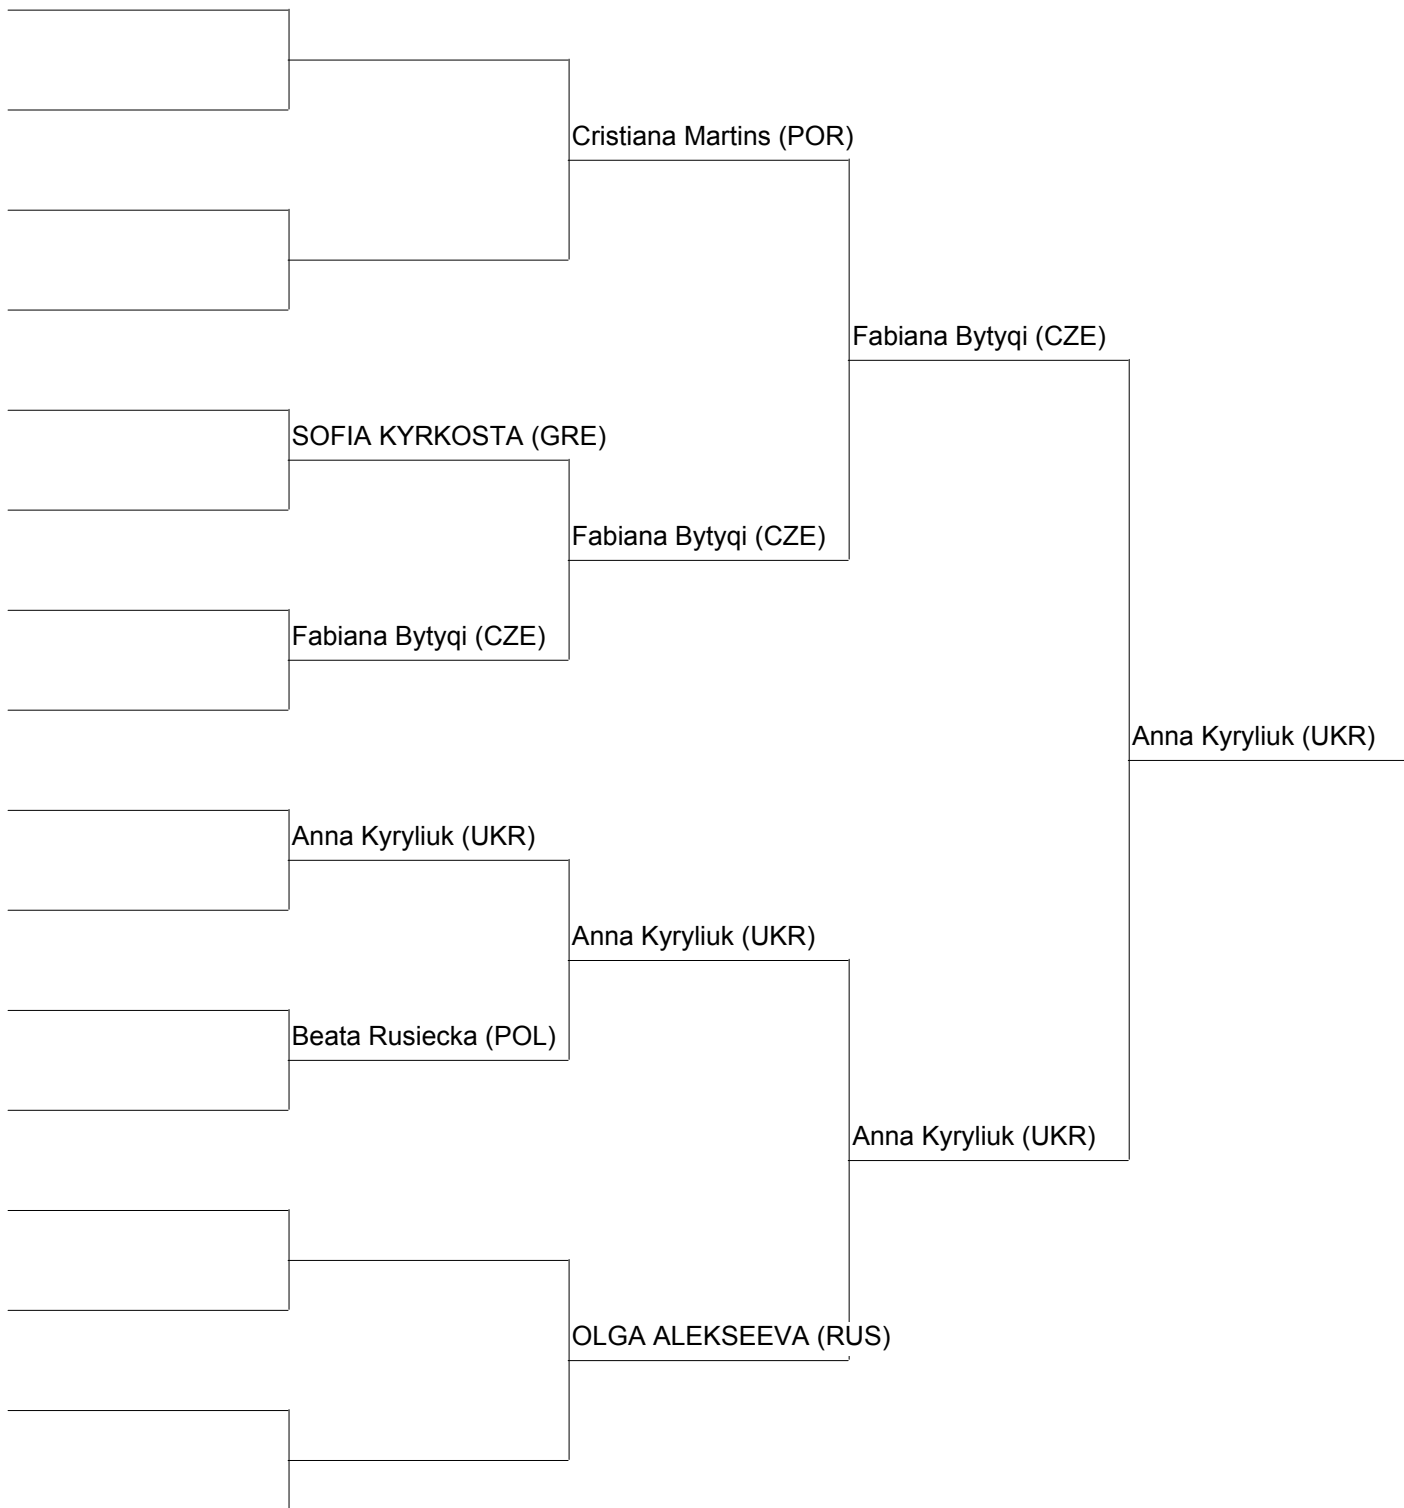 Cristiana Martins (POR)
Fabiana Bytyqi (CZE)
SOFIA KYRKOSTA (GRE)
Fabiana Bytyqi (CZE)
Fabiana Bytyqi (CZE)
Anna Kyryliuk (UKR)
Anna Kyryliuk (UKR)
Anna Kyryliuk (UKR)
Beata Rusiecka (POL)
Anna Kyryliuk (UKR)
OLGA ALEKSEEVA (RUS)